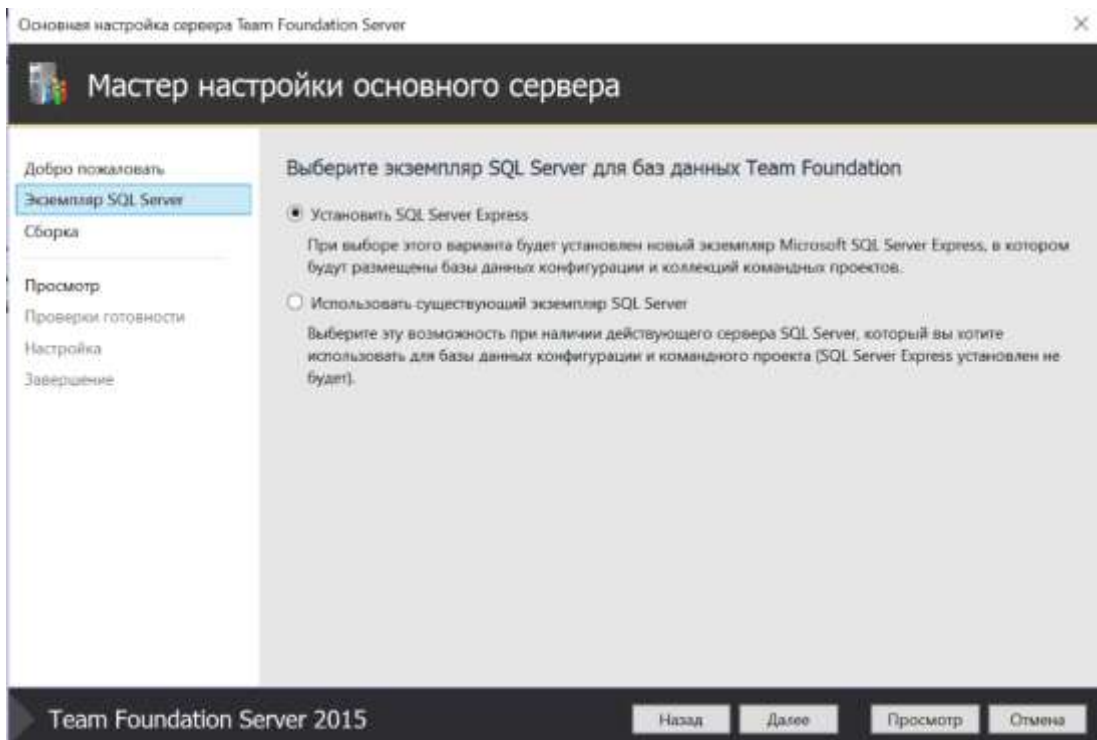 Основная настройка сервера Team Foundation Server
Мастер настройки основного сервера
Добро пожаловать
Экземпляр SQL Server
Сборка
Просмотр
Проверки готовности
Настройка
Завершение
Выберите экземпляр SQL Server для баз данных Team Foundation
Установить SQL Server Express
При выборе этого варианта будет установлен новый экземпляр Microsoft SQL Server Express, в котором
будут размещены базы данных конфигурации и коллекций командных проектов.
Использовать существующий экземпляр SQL Server
Выберите эту возможность при наличии действующего сервера SQL Server, который вы хотите
использовать для базы данных конфигурации и командного проекта (SQL Server Express установлен не
будет).
Team Foundation Server 2015
Назад
Далее
Просмотр
Отмена